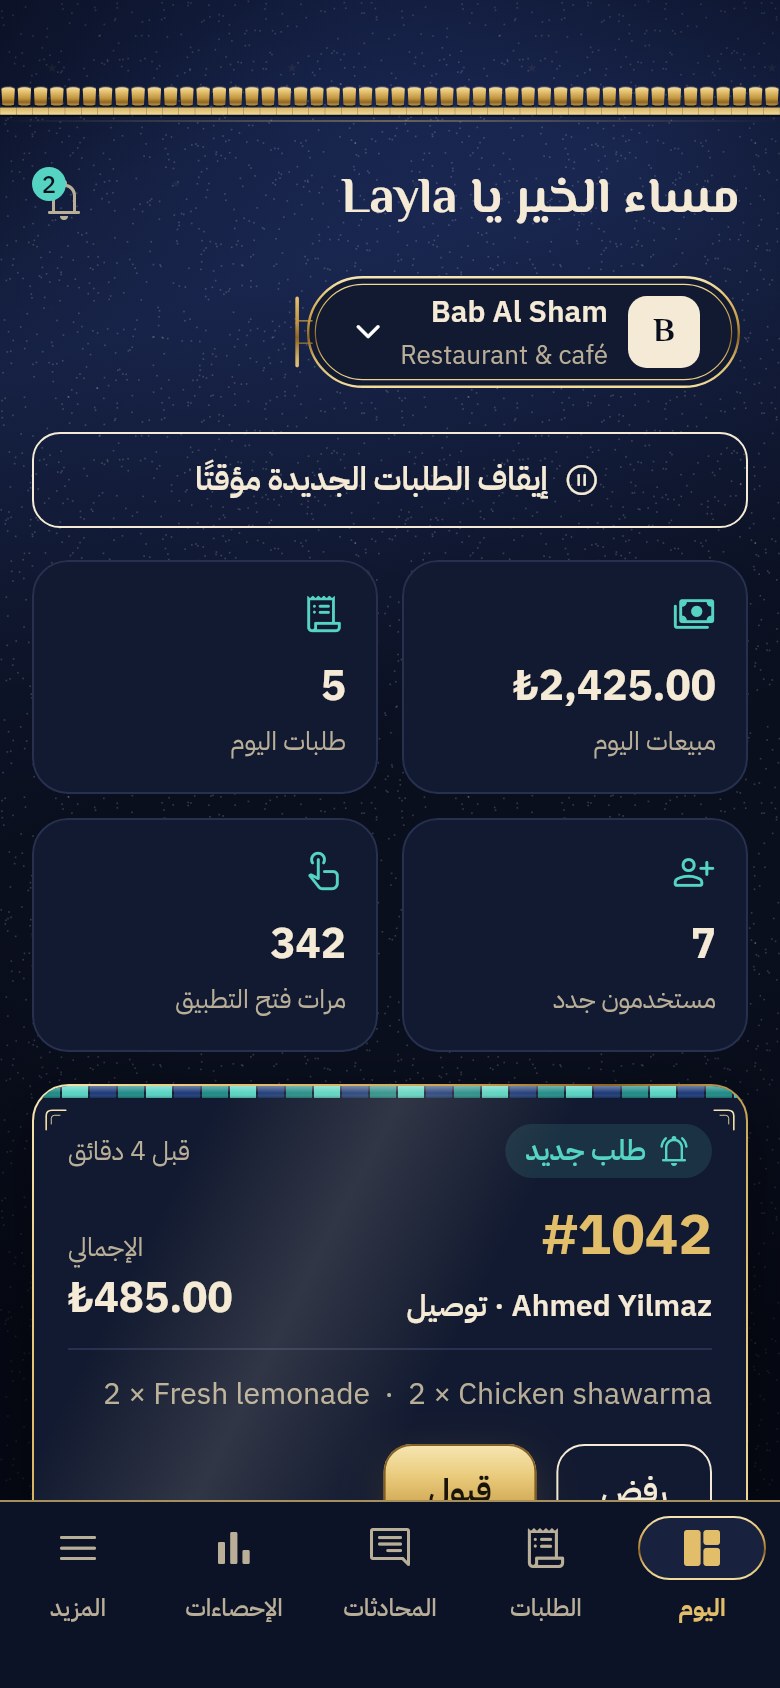 مساء الخير يا Layla
2
B
Bab Al Sham
Restaurant & café
إيقاف الطلبات الجديدة مؤقتًا
₺2,425.00
مبيعات اليوم
5
طلبات اليوم
7
مستخدمون جدد
342
مرات فتح التطبيق
طلب جديد
قبل 4 دقائق
#1042
Ahmed Yilmaz · توصيل
الإجمالي
₺485.00
2 × Chicken shawarma · 2 × Fresh lemonade
رفض
قبول
اليوم
الطلبات
المحادثات
الإحصاءات
المزيد